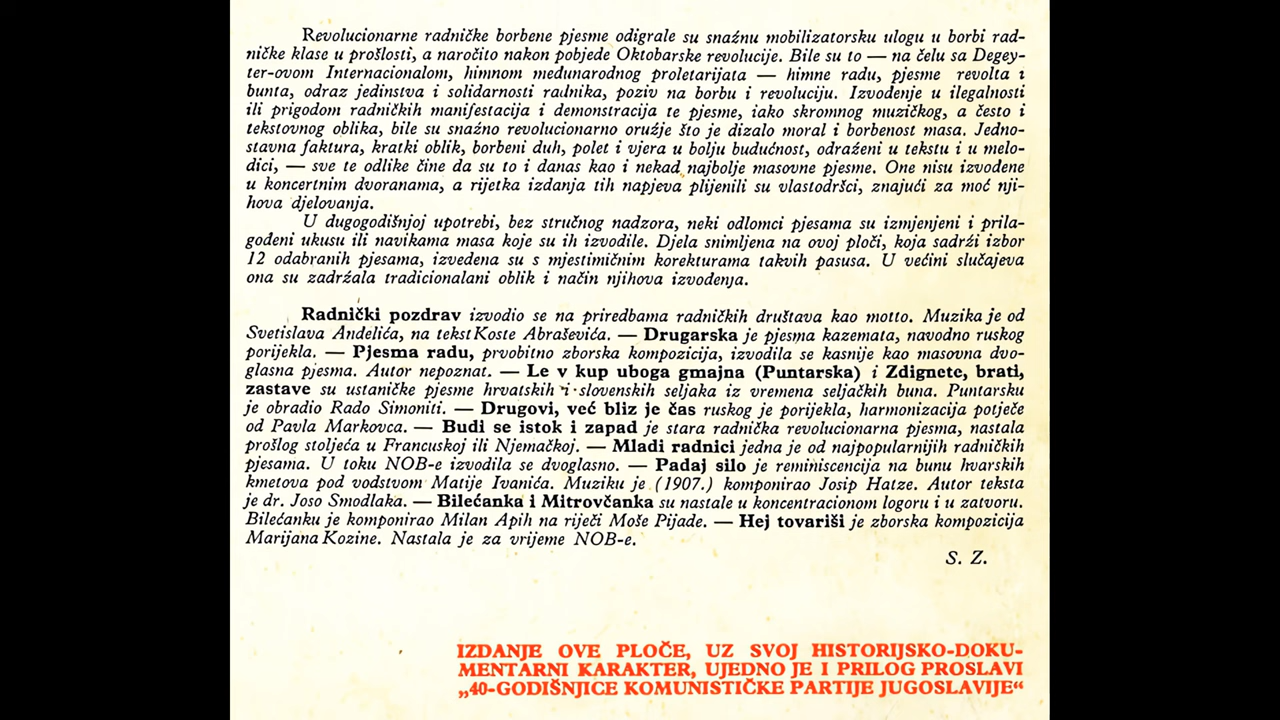 Revolucionarne radničke borbene pjesme odigrale su snažnu mobilizatorsku ulogu u borbi rad-
ničke klase u prošlosti, a naročito nakon pobjede Oktobarske revolucije. Bile su to — na čelu sa Degey-
ter-ovom Internacionalom, himnom međunarodnog proletarijata — himne radu, pjesme revolta i
bunta, odraz jedinstva i solidarnosti radnika, poziv na borbu i revoluciju. Izvođenje u ilegalnosti
ili prigodom radničkih manifestacija i demonstracija te pjesme, iako skromnog muzičkog, a često i
tekstovnog oblika, bile su snažno revolucionarno oružje što je dizalo moral i borbenost masa. Jedno-
stavna faktura, kratki oblik, borbeni duh, polet i vjera u bolju budućnost, odraženi u tekstu i u melo-
dici, — sve te odlike čine da su to i danas kao i nekad najbolje masovne pjesme. One nisu izvođene
u koncertnim dvoranama, a rijetka izdanja tih napjeva plijenili su vlastodršci, znajući za moć nji-
hova djelovanja.
U dugogodišnjoj upotrebi, bez stručnog nadzora, neki odlomci pjesama su izmjenjeni i prila-
gođeni ukusu ili navikama masa koje su ih izvodile. Djela snimljena na ovoj ploči, koja sadrži izbor
12 odabranih pjesama, izvedena su s mjestimičnim korekturama takvih pasusa. U većini slučajeva
ona su zadržala tradicionalani oblik i način njihova izvođenja.
Radnički pozdrav izvodio se na priredbama radničkih društava kao motto. Muzika je od
Svetislava Anđelića, na tekst Koste Abraševića. — Drugarska je pjesma kazemata, navodno ruskog
porijekla. — Pjesma radu, prvobitno zborska kompozicija, izvodila se kasnije kao masovna dvo-
glasna pjesma. Autor nepoznat. — Le v kup uboga gmajna (Puntarska) i Zdignete, brati,
zastave su ustaničke pjesme hrvatskih i slovenskih seljaka iz vremena seljačkih buna. Puntarsku
je obradio Rado Simoniti. — Drugovi, već bliz je čas ruskog je porijekla, harmonizacija potječe
od Pavla Markovca. — Budi se istok i zapad je stara radnička revolucionarna pjesma, nastala
prošlog stoljeća u Francuskoj ili Njemačkoj. — Mladi radnici jedna je od najpopularnijih radničkih
pjesama. U toku NOB-e izvodila se dvoglasno. — Padaj silo je reminiscencija na bunu hvarskih
kmetova pod vodstvom Matije Ivanića. Muziku je (1907.) komponirao Josip Hatze. Autor teksta
je dr. Joso Smodlaka. — Bilećanka i Mitrovčanka su nastale u koncentracionom logoru i u zatvoru.
Bilećanku je komponirao Milan Apih na riječi Moše Pijade. — Hej tovariši je zborska kompozicija
Marijana Kozine. Nastala je za vrijeme NOB-e.
S. Z.
IZDANJE OVE PLOČE, UZ SVOJ HISTORIJSKO-DOKU-
MENTARNI KARAKTER, UJEDNO JE I PRILOG PROSLAVI
„40-GODIŠNJICE KOMUNISTIČKE PARTIJE JUGOSLAVIJE“